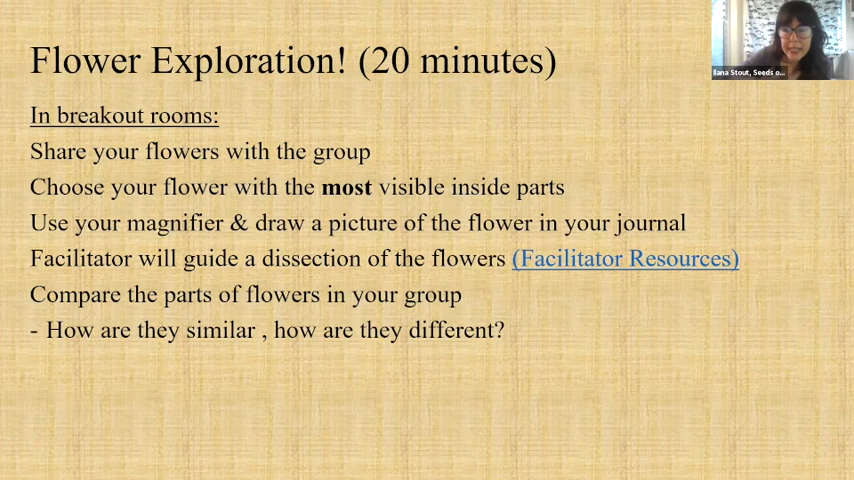 Flower Exploration! (20 minutes)
In breakout rooms:
Share your flowers with the group
Choose your flower with the most visible inside parts
Use your magnifier & draw a picture of the flower in your journal
Facilitator will guide a dissection of the flowers (Facilitator Resources)
Compare the parts of flowers in your group
- How are they similar , how are they different?
Ilana Stout, Seeds o...